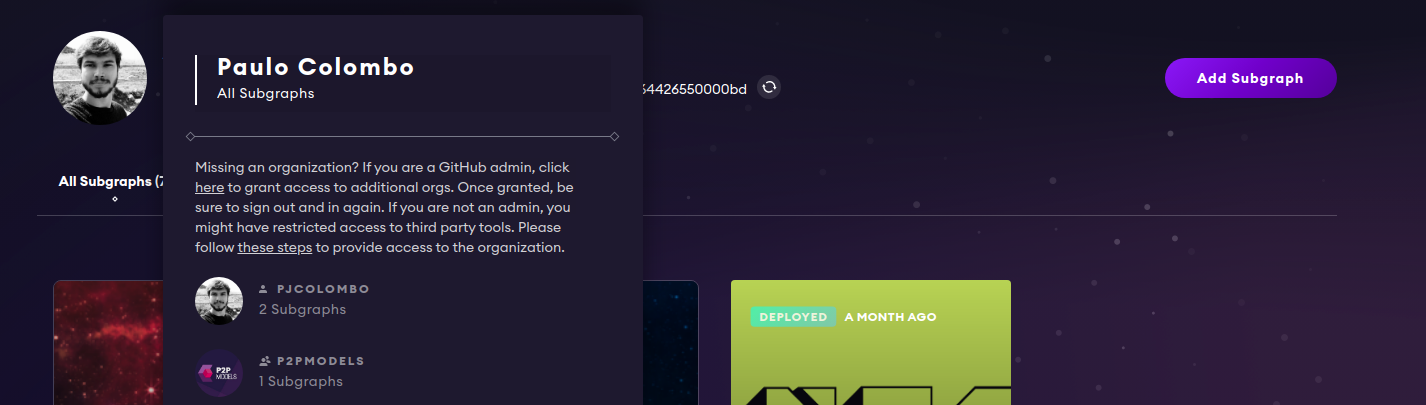 Paulo Colombo
All Subgraphs
64426550000bd
Add Subgraph
All Subgraphs (7
Missing an organization? If you are a GitHub admin, click
here to grant access to additional orgs. Once granted, be
sure to sign out and in again. If you are not an admin, you
might have restricted access to third party tools. Please
follow these steps to provide access to the organization.
PJCOLOMBO
2 Subgraphs
P2P
MODELS
P2PMODELS
1 Subgraphs
DEPLOYED A MONTH AGO